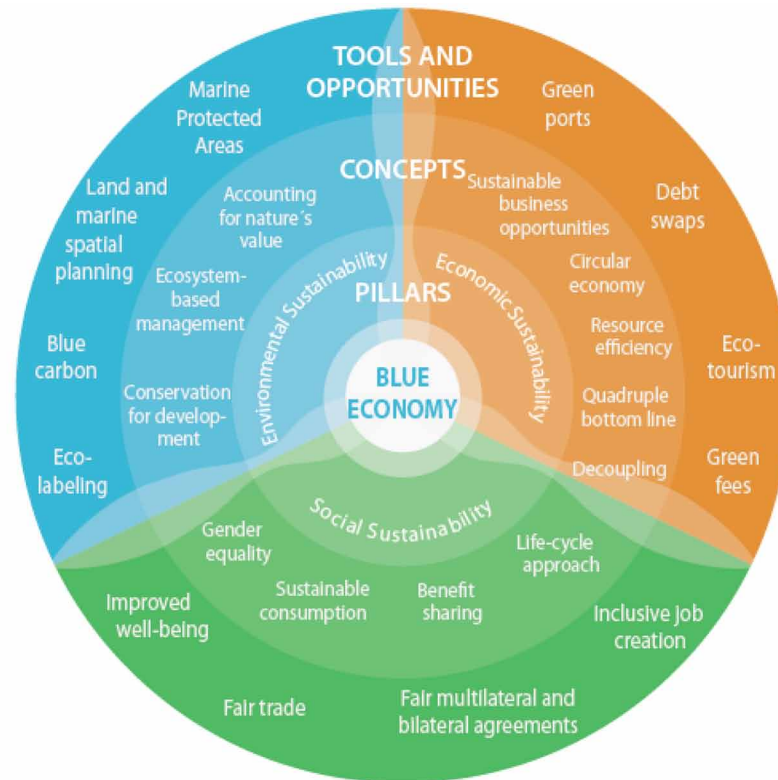 TOOLS AND
OPPORTUNITIES
Marine
Protected
Areas
Land and
marine
spatial
planning
Blue
carbon
Eco-
labeling
Green
ports
Debt
swaps
Eco-
tourism
Green
fees
Improved
well-being
Fair trade
Fair multilateral and
bilateral agreements
Inclusive job
creation
CONCEPTS
Accounting
for nature´s
value
Ecosystem-
based
management
Conservation
for develop-
ment
Sustainable
business
opportunities
Circular
economy
Resource
efficiency
Quadruple
bottom line
Decoupling
Gender
equality
Sustainable
consumption
Benefit
sharing
Life-cycle
approach
PILLARS
Environmental Sustainability
Economic Sustainability
Social Sustainability
BLUE
ECONOMY